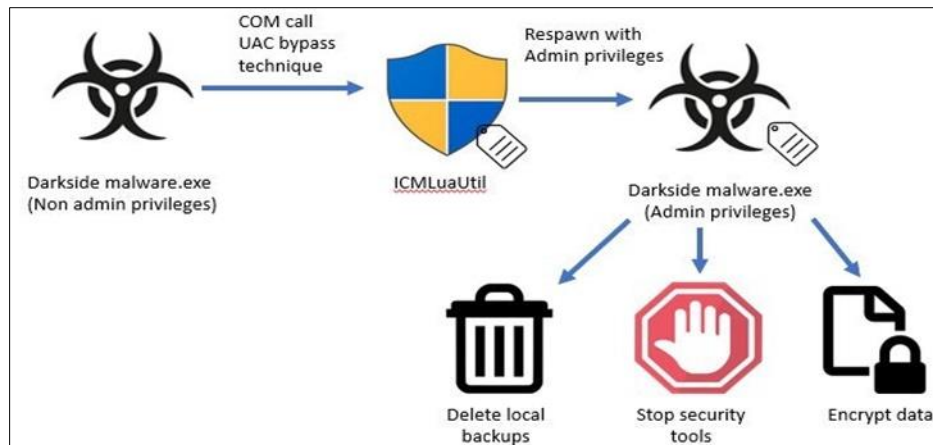 COM call
UAC bypass
technique
Respawn with
Admin privileges
Darkside malware.exe
(Non admin privileges)
ICMLuaUtil
Darkside malware.exe
(Admin privileges)
Delete local
backups
Stop security
tools
Encrypt data